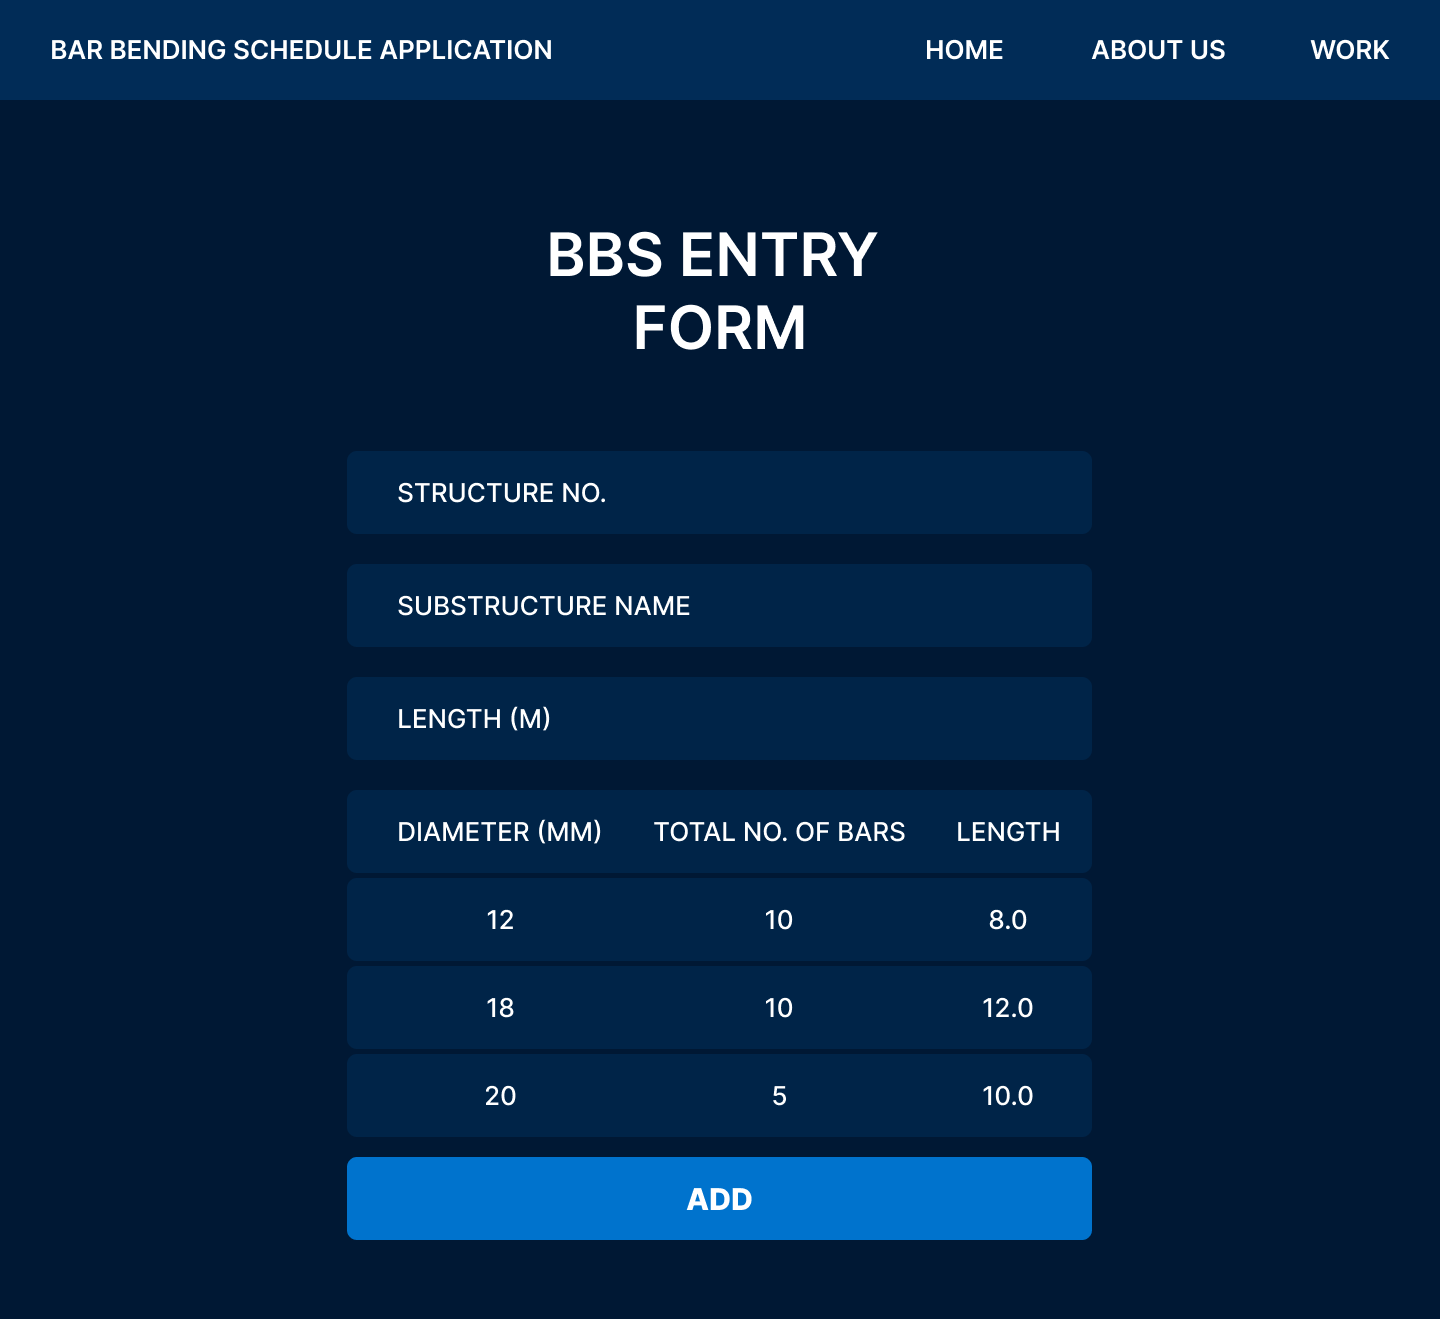 BAR BENDING SCHEDULE APPLICATION HOME ABOUT US WORK
BBS ENTRY
FORM
STRUCTURE NO.
SUBSTRUCTURE NAME
LENGTH (M)
DIAMETER (MM) TOTAL NO. OF BARS LENGTH
12 10 8.0
18 10 12.0
20 5 10.0
ADD